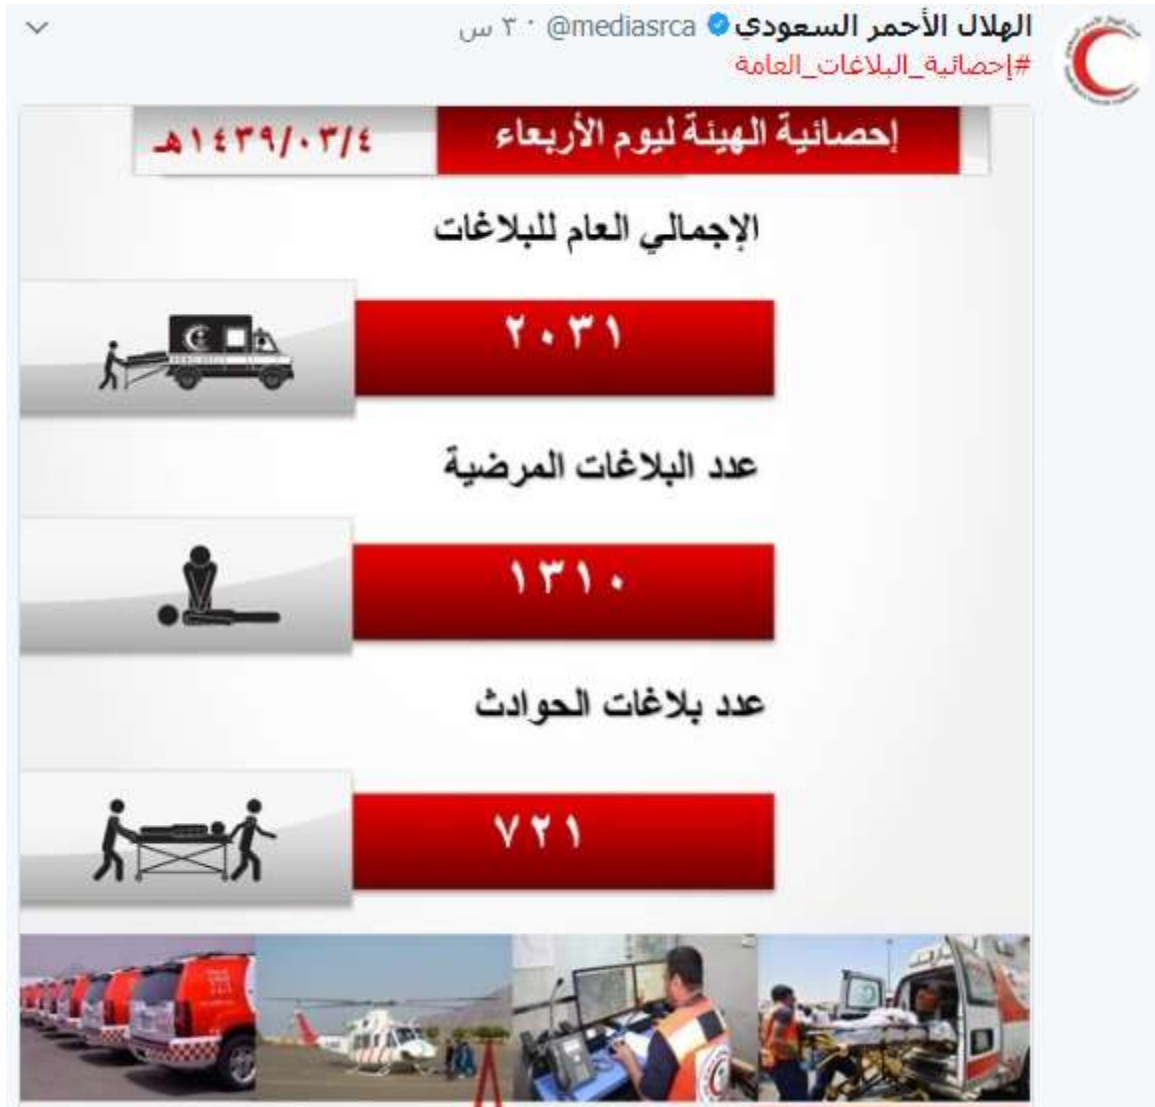 الهلال الأحمر السعودي @mediasrca · ٣ س
#إحصائية_البلاغات_العامة
إحصائية الهيئة ليوم الأربعاء
١٤٣٩/٠٣/٤هـ
الإجمالي العام للبلاغات
٢٠٣١
عدد البلاغات المرضية
١٣١٠
عدد بلاغات الحوادث
٧٢١